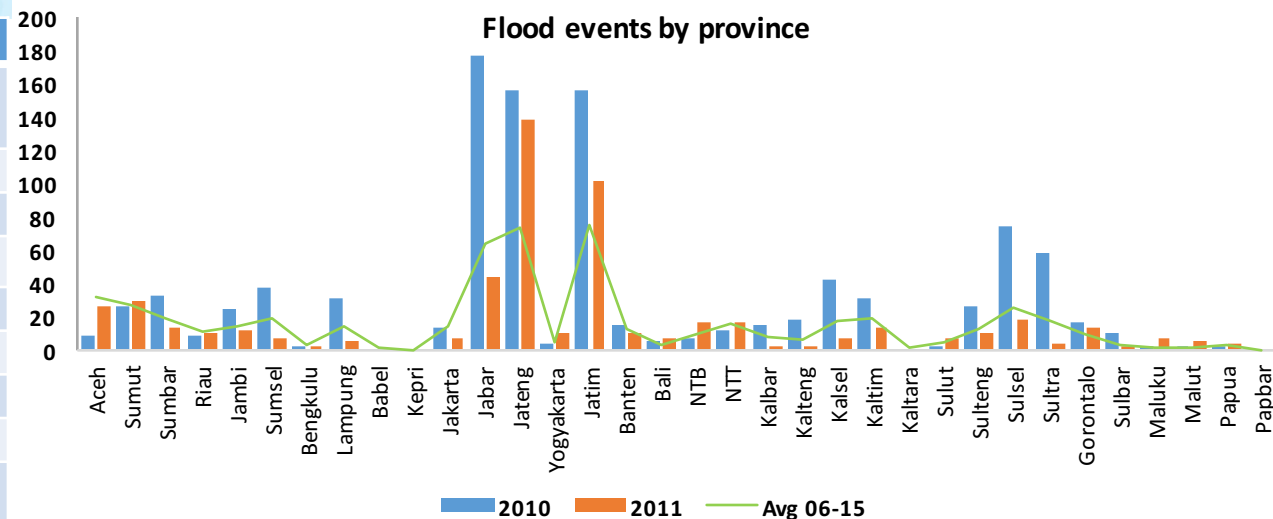 Flood events by province
200
180
160
140
120
100
80
60
40
20
0
Aceh
Sumut
Sumbar
Riau
Jambi
Sumsel
Bengkulu
Lampung
Babel
Kepri
Jakarta
Jabar
Jateng
Yogyakarta
Jatim
Banten
Bali
NTB
NTT
Kalbar
Kalteng
Kalsel
Kaltim
Kaltara
Sulut
Sulteng
Sulsel
Sultra
Gorontalo
Sulbar
Maluku
Malut
Papua
Papbar
2010 2011 Avg 06-15